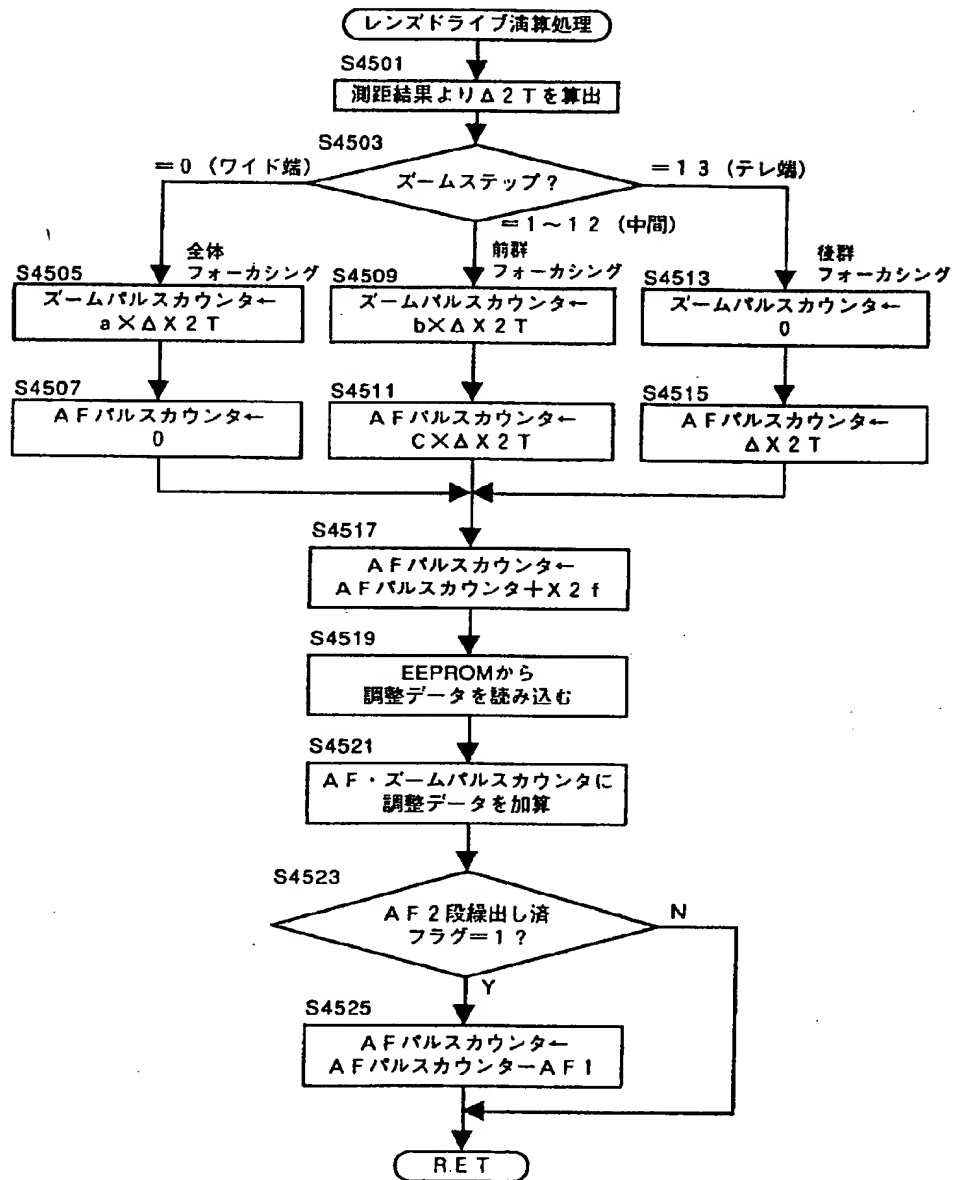 レンズドライブ演算処理
S4501
測距結果よりΔ2Tを算出
S4503
=0 (ワイド端)
ズームステップ?
=13 (テレ端)
=1~12 (中間)
全体
フォーカシング
前群
フォーカシング
後群
フォーカシング
S4505
ズームパルスカウンタ←
a×ΔX2T
S4509
ズームパルスカウンタ←
b×ΔX2T
S4513
ズームパルスカウンタ←
0
S4507
AFパルスカウンタ←
0
S4511
AFパルスカウンタ←
C×ΔX2T
S4515
AFパルスカウンタ←
ΔX2T
S4517
AFパルスカウンタ←
AFパルスカウンタ+X2f
S4519
EEPROMから
調整データを読み込む
S4521
AF・ズームパルスカウンタに
調整データを加算
S4523
AF2段繰出し済
フラグ=1?
N
Y
S4525
AFパルスカウンタ←
AFパルスカウンターAF1
RET